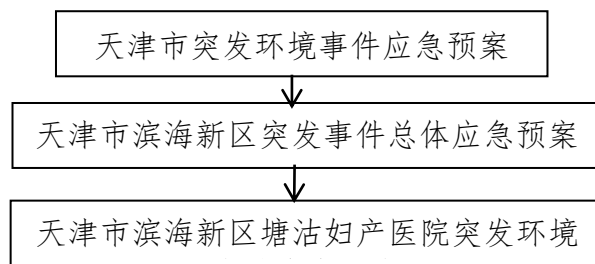 天津市突发环境事件应急预案
天津市滨海新区突发事件总体应急预案
天津市滨海新区塘沽妇产医院突发环境